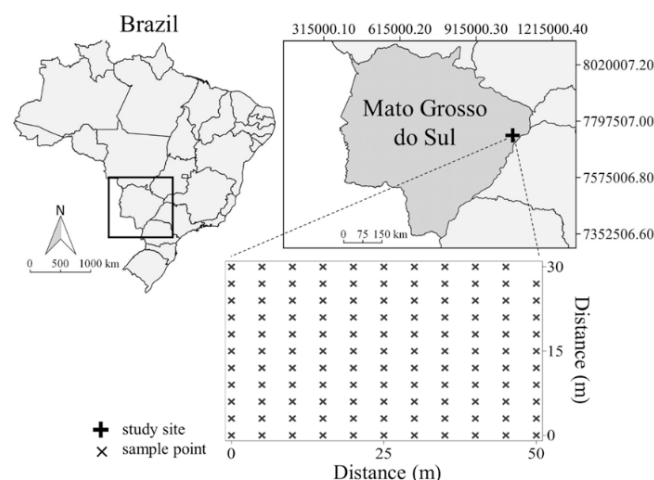 Brazil
N
0 500 1000 km
315000.10 615200.20 915300.30 1215000.40
Mato Grosso
do Sul
8020007.20
7797507.00
7575006.80
7352506.60
0 75 150 km
30
15
0
Distance (m)
0 25 50
Distance (m)
study site
sample point